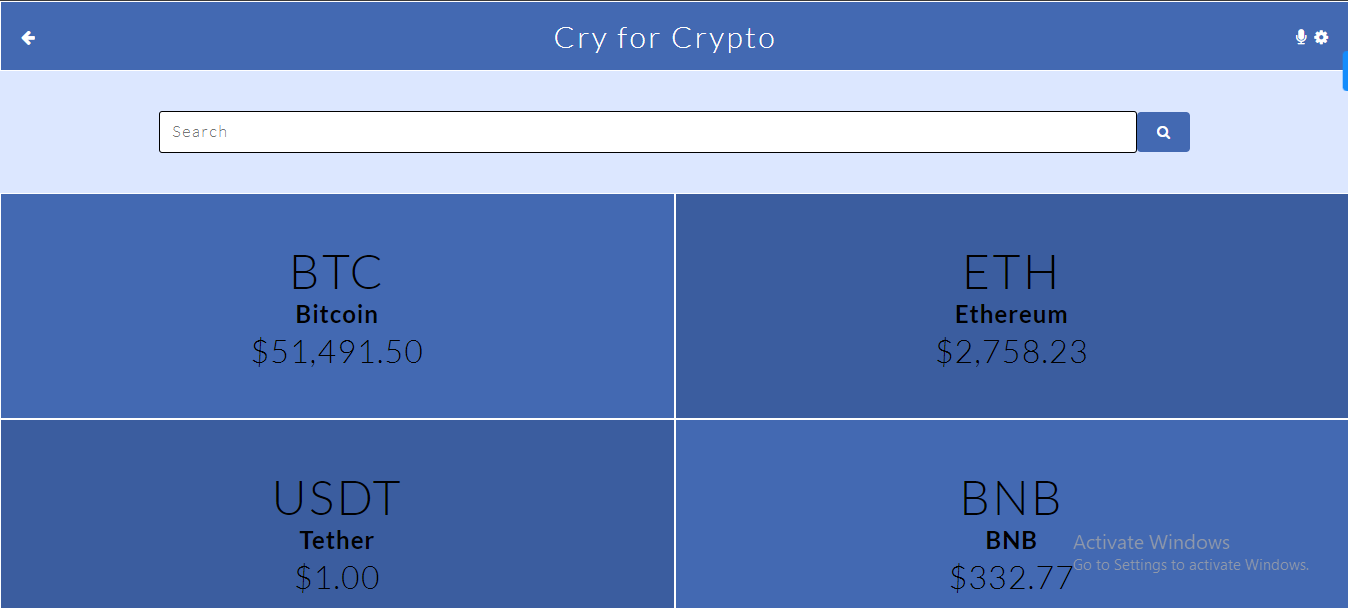 Cry for Crypto
Search
BTC
Bitcoin
$51,491.50
ETH
Ethereum
$2,758.23
USDT
Tether
$1.00
BNB
BNB
$332.77
Activate Windows
Go to Settings to activate Windows.